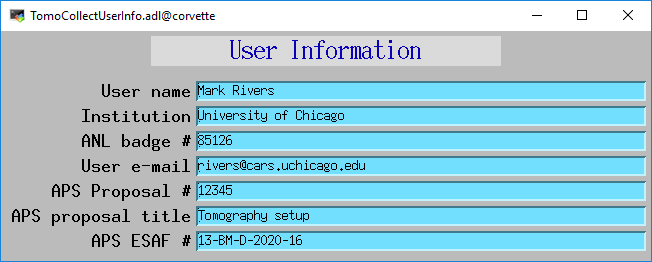 TomoCollectUserInfo.adl@corvette
User Information
User name Mark Rivers
Institution University of Chicago
ANL badge # 85126
User e-mail rivers@cars.uchicago.edu
APS Proposal # 12345
APS proposal title Tomography setup
APS ESAF # 13-BM-D-2020-16